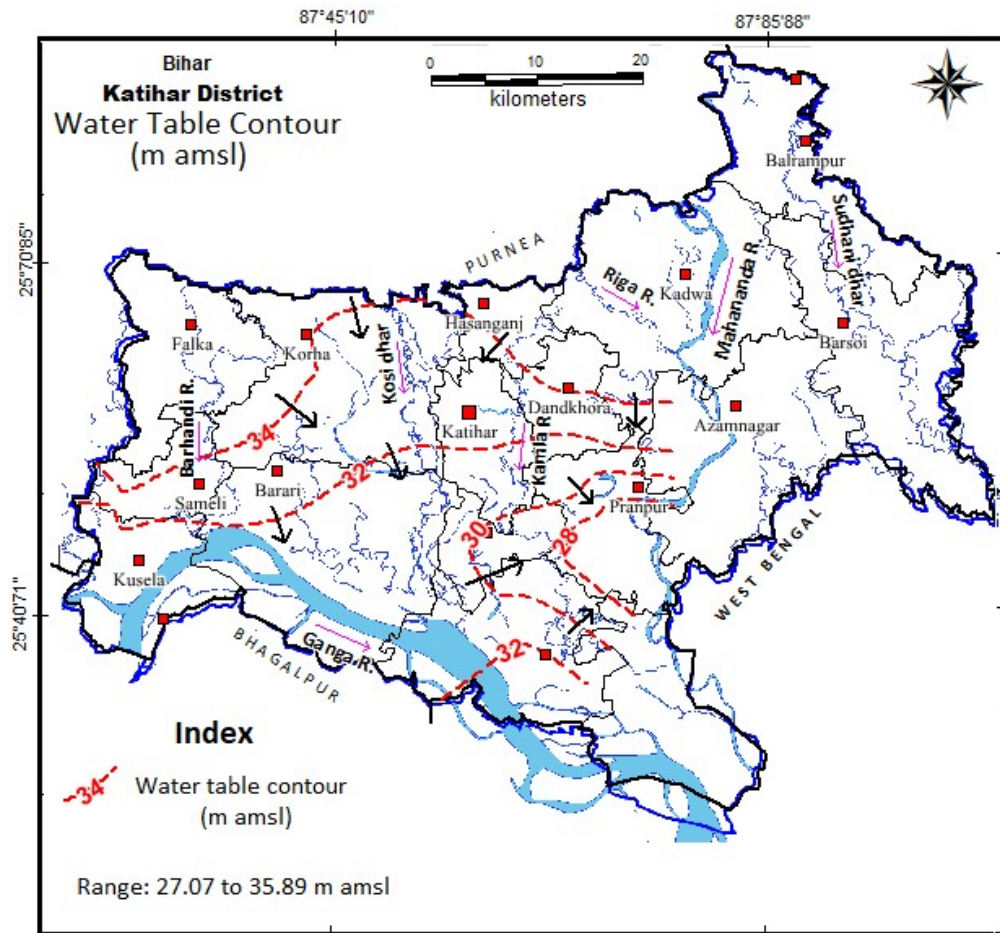 87°45'10"
87°85'88"
Bihar
Katihar District
Water Table Contour
(m amsl)
0 10 20
kilometers
Balrampur
Sudhani dhar
25°70'85"
PURNEA
Riga R.
Kadwa
Mahananda R.
Hasanganj
Falka
Korha
Kosi dhar
Barsoi
Barhandi R.
34
Dandkhora
Katihar
Kamla R.
Azamnagar
32
Sameli
Barari
Pranpur
30
28
Kusela
WEST BENGAL
25°40'71"
BHAGALPUR
Ganga R.
32
Index
34
Water table contour
(m amsl)
Range: 27.07 to 35.89 m amsl